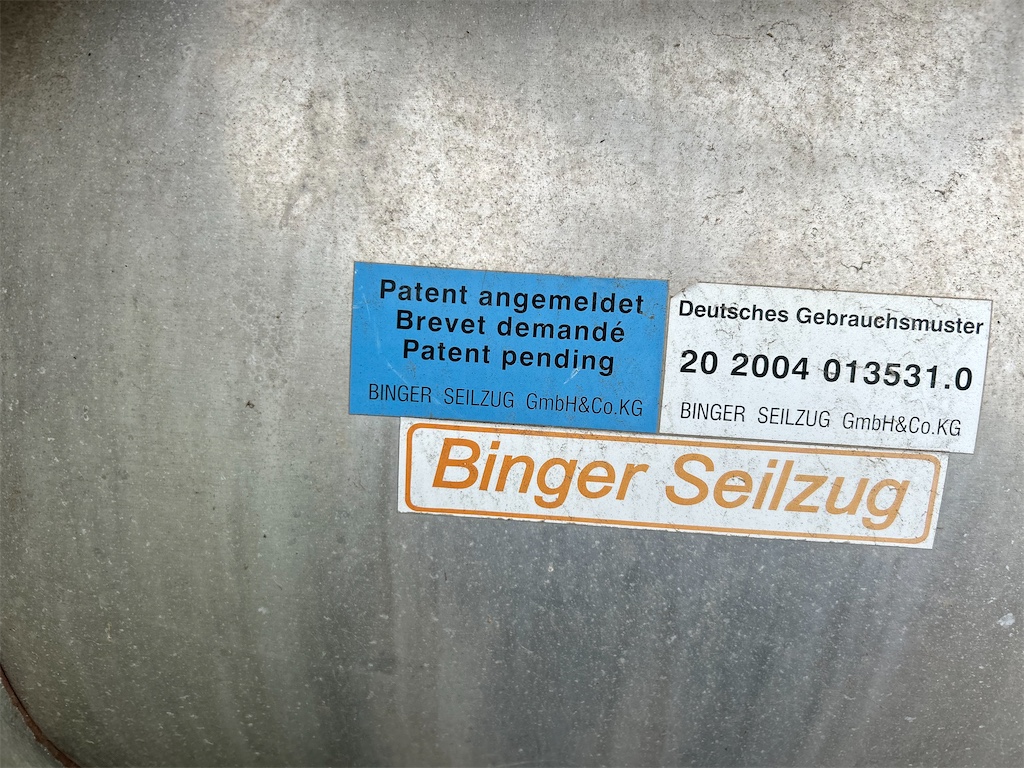 Patent angemeldet
Brevet demandé
Patent pending
BINGER SEILZUG GmbH&Co.KG
Deutsches Gebrauchsmuster
20 2004 013531.0
BINGER SEILZUG GmbH&Co.KG
Binger Seilzug